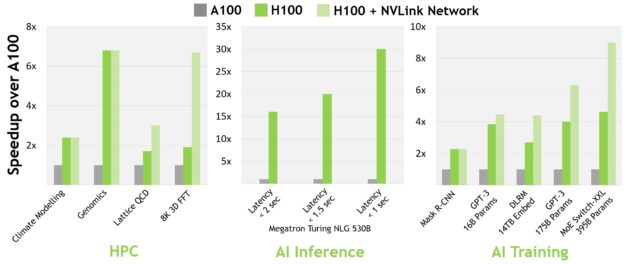 A100 H100 H100 + NVLink Network
Speedup over A100
8x
6x
4x
2x
Climate Modelling
Genomics
Lattice QCD
8K 3D FFT
HPC
35x
30x
25x
20x
15x
10x
5x
Latency
< 2 sec
Latency
< 1.5 sec
Latency
< 1 sec
Megatron Turing NLG 530B
AI Inference
10x
8x
6x
4x
2x
Mask R-CNN
GPT-3
16B Params
DLRM
14TB Embed
GPT-3
175B Params
MoE Switch-XXL
395B Params
AI Training